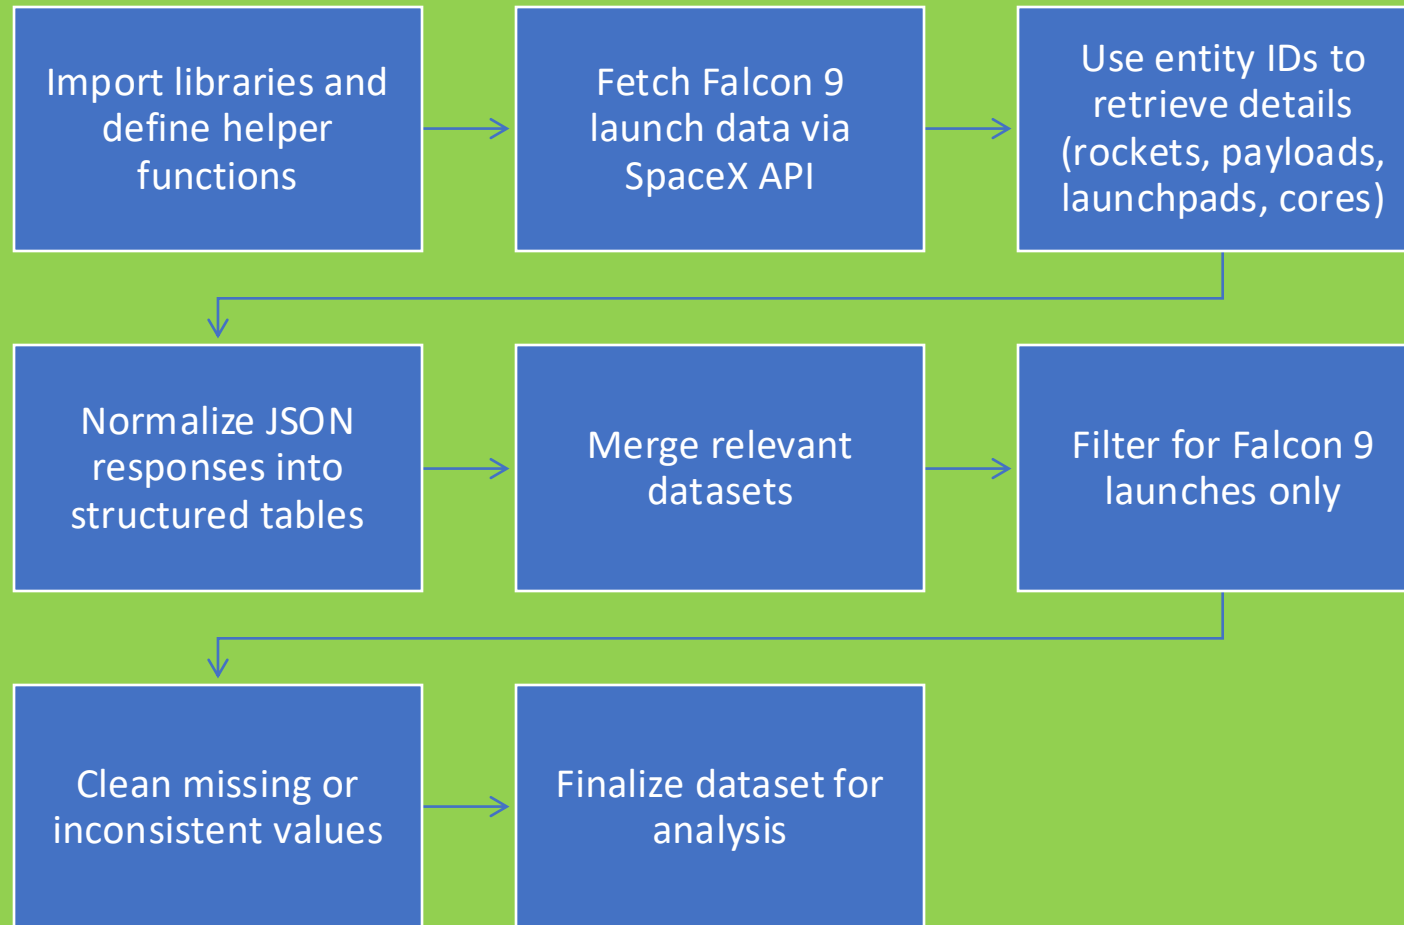 Import libraries and
define helper
functions
Fetch Falcon 9
launch data via
SpaceX API
Use entity IDs to
retrieve details
(rockets, payloads,
launchpads, cores)
Normalize JSON
responses into
structured tables
Merge relevant
datasets
Filter for Falcon 9
launches only
Clean missing or
inconsistent values
Finalize dataset for
analysis